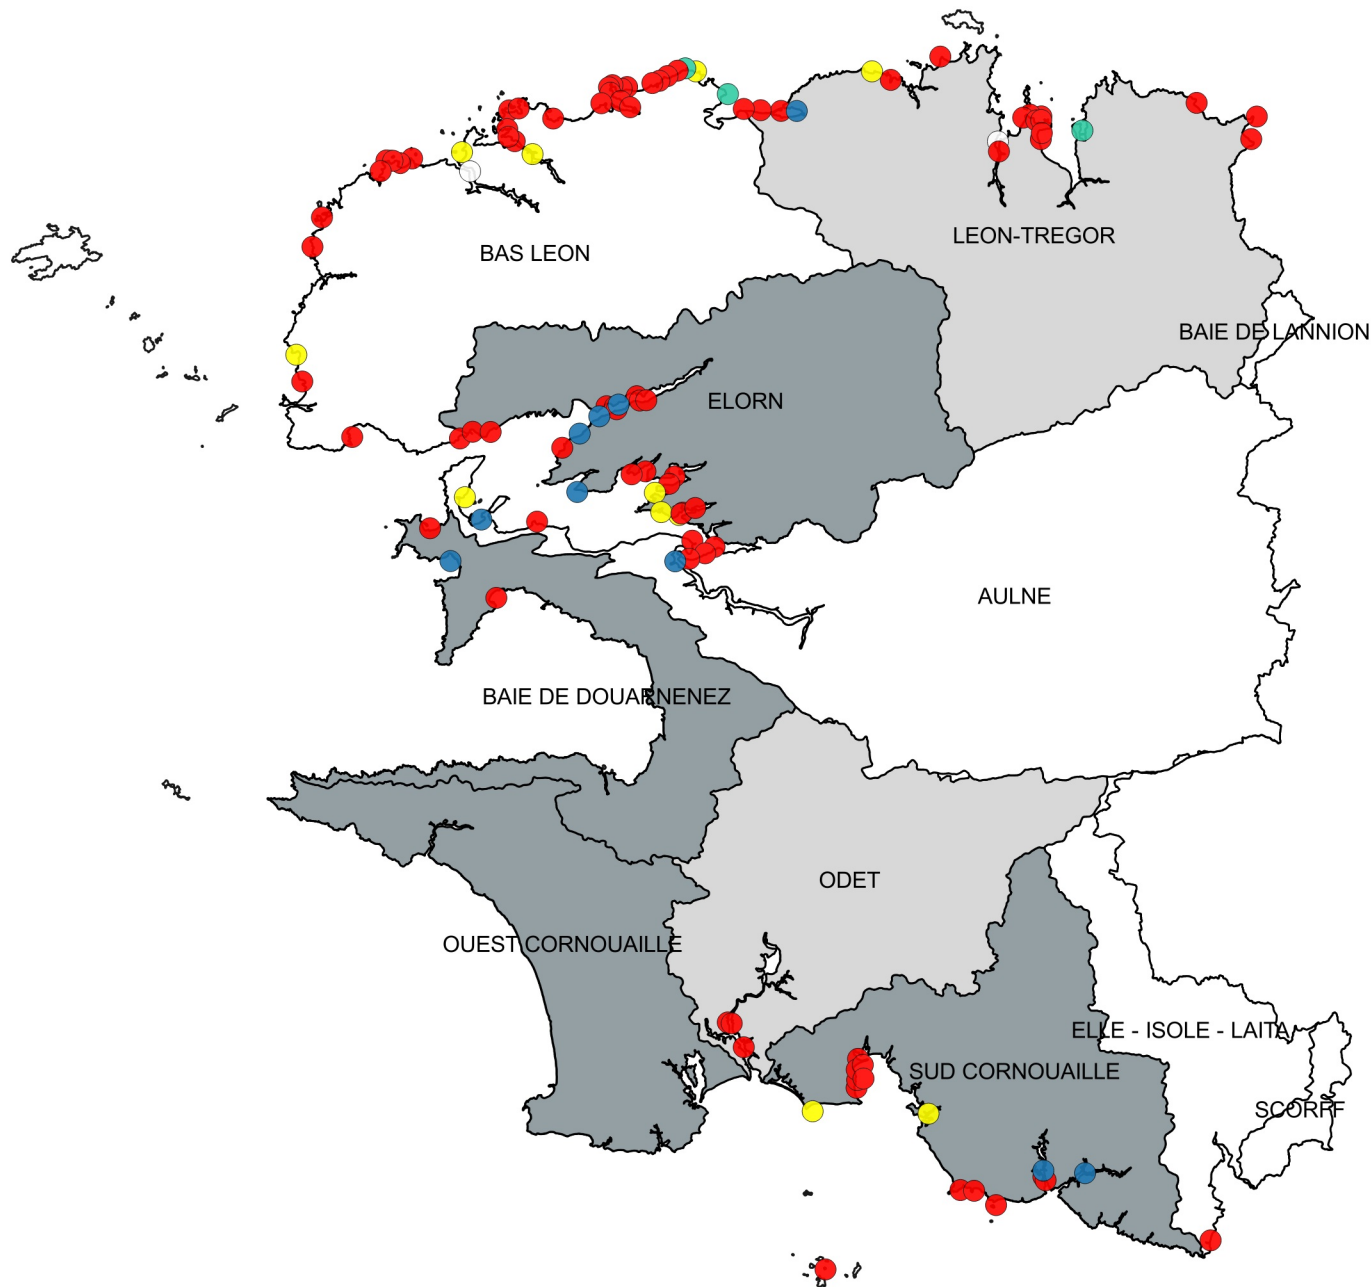 LEON-TREGOR
BAS LEON
BAIE DE LANNION
ELORN
AULNE
BAIE DE DOUARNENEZ
ODET
OUEST CORNOUAILLE
ELLE - ISOLE - LAITA
SUD CORNOUAILLE
SCORFF